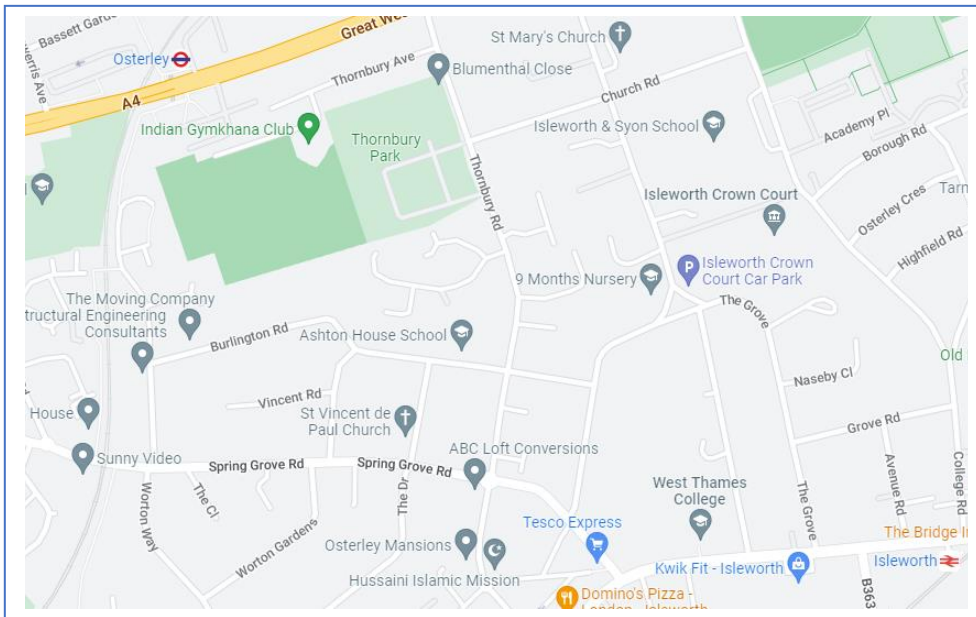 Bassett Garde
Great Wes
St Mary's Church
Osterley
Thornbury Ave
Blumenthal Close
erris Ave
A4
Church Rd
Indian Gymkhana Club
Thornbury
Park
Isleworth & Syon School
Academy Pl
Borough Rd
Thornbury Rd
Isleworth Crown Court
Tarn
Osterley Cres
Highfield Rd
9 Months Nursery
Isleworth Crown
Court Car Park
The Moving Company
tructural Engineering
Consultants
The Grove
Burlington Rd
Ashton House School
Old
Naseby Cl
Vincent Rd
House
St Vincent de
Paul Church
Grove Rd
ABC Loft Conversions
Sunny Video
Spring Grove Rd
Spring Grove Rd
West Thames
College
Worton Way
The Cl
The Dr
The Grove
Avenue Rd
College Rd
Tesco Express
Worton Gardens
Osterley Mansions
The Bridge In
Isleworth
Hussaini Islamic Mission
Kwik Fit - Isleworth
B363
Domino's Pizza -
London - Isleworth